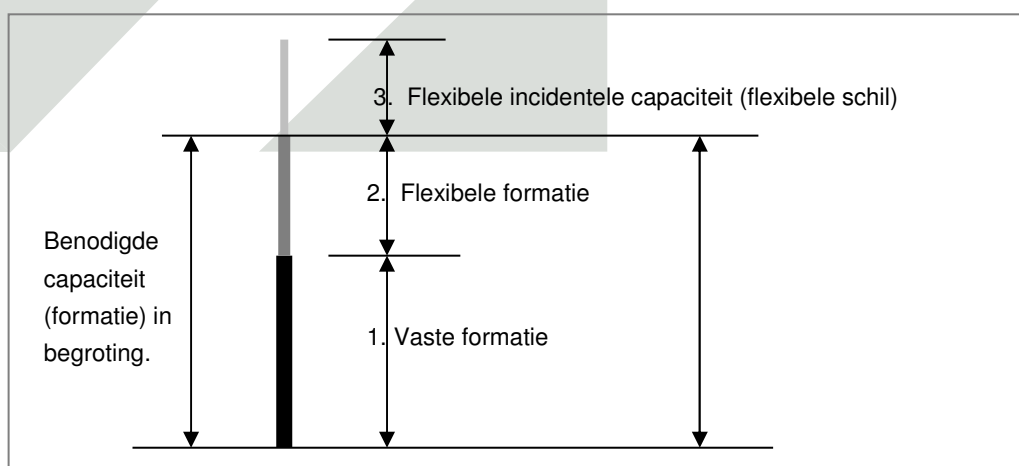 3. Flexibele incidentele capaciteit (flexibele schil)
2. Flexibele formatie
Benodigde
capaciteit
(formatie) in
begroting.
1. Vaste formatie